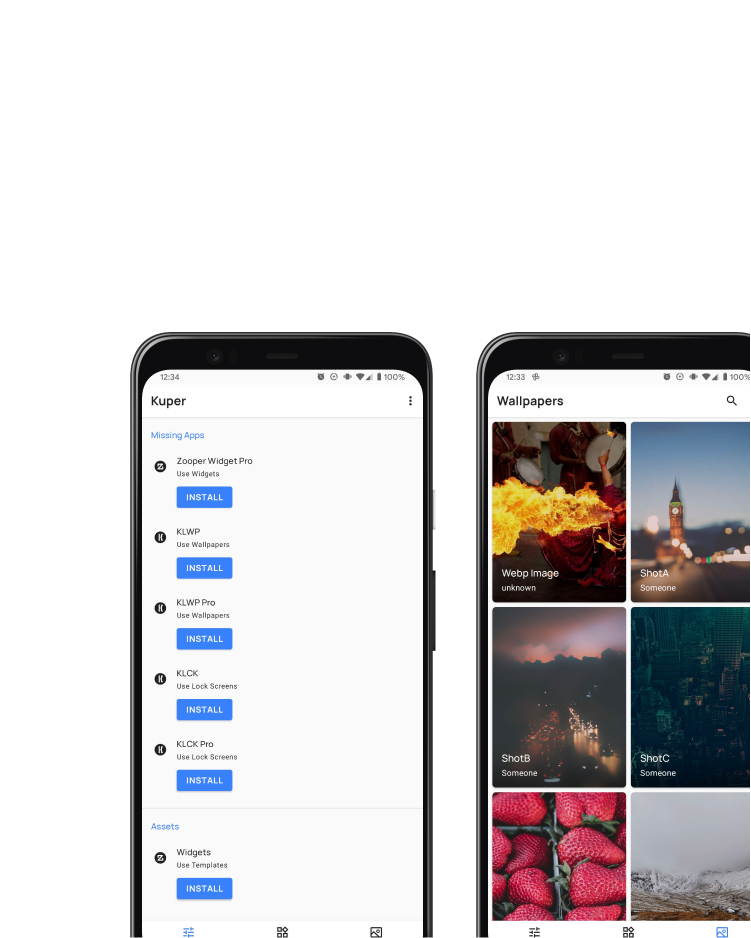 12:34
100%
Kuper
Missing Apps
Zooper Widget Pro
Use Widgets
INSTALL
KLWP
Use Wallpapers
INSTALL
KLWP Pro
Use Wallpapers
INSTALL
KLCK
Use Lock Screens
INSTALL
KLCK Pro
Use Lock Screens
INSTALL
Assets
Widgets
Use Templates
INSTALL
12:33
100%
Wallpapers
Webp Image
unknown
ShotA
Someone
ShotB
Someone
ShotC
Someone